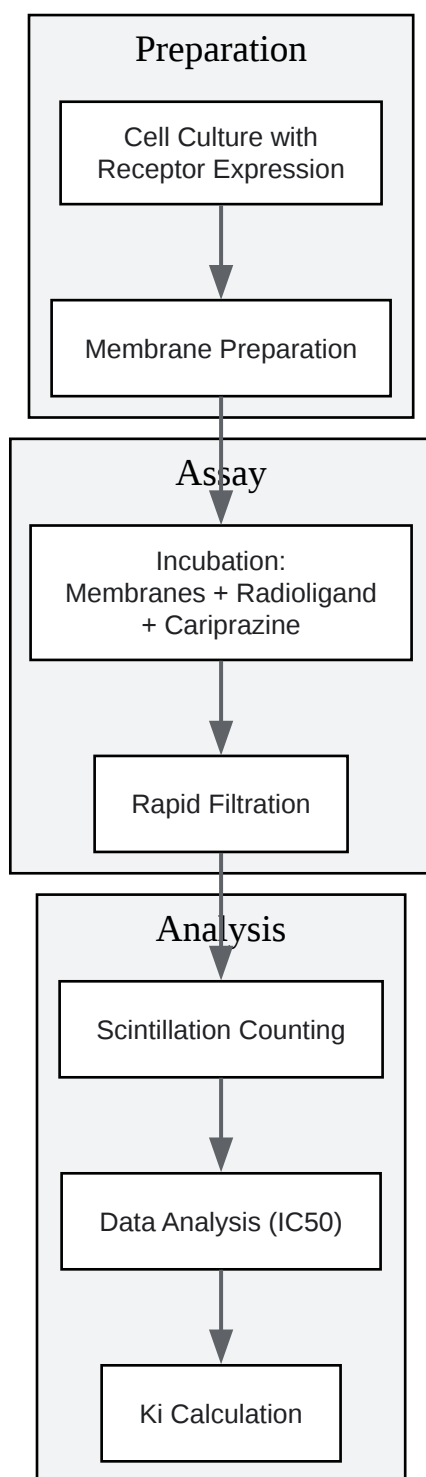 Preparation
Cell Culture with
Receptor Expression
Membrane Preparation
Assay
Incubation:
Membranes + Radioligand
+ Cariprazine
Rapid Filtration
Analysis
Scintillation Counting
Data Analysis (IC50)
Ki Calculation